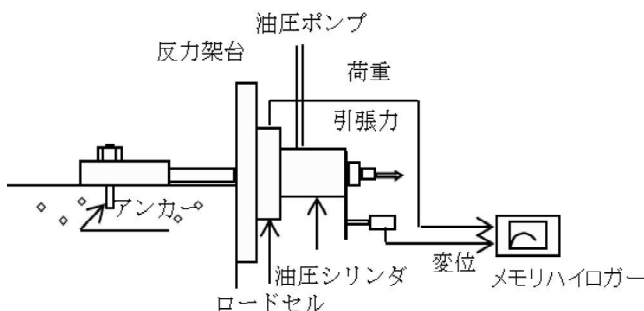 油圧ポンプ
反力架台
荷重
引張力
アンカー
油圧シリンダ
変位
メモリハイロガー
ロードセル